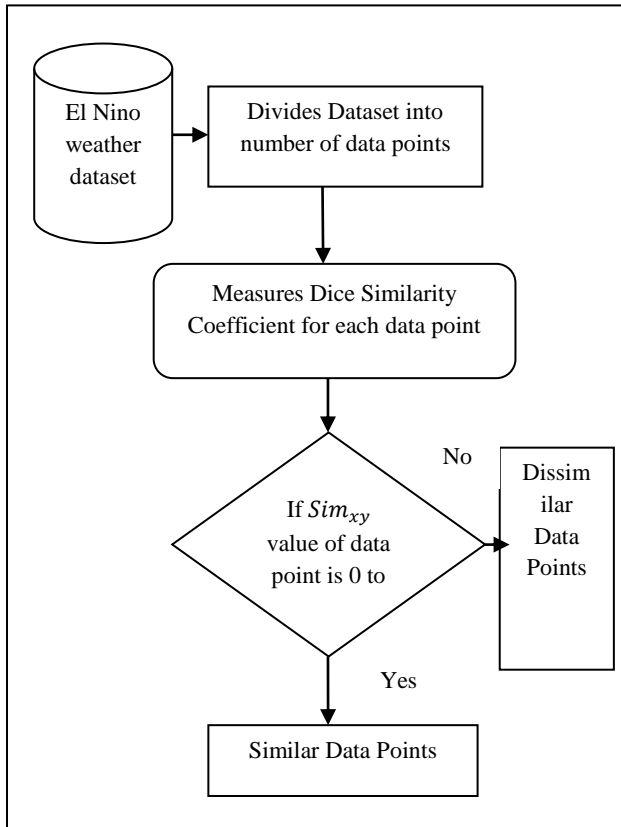 El Nino
weather
dataset
Divides Dataset into
number of data points
Measures Dice Similarity
Coefficient for each data point
If Sim_xy
value of data
point is 0 to
No
Dissim
ilar
Data
Points
Yes
Similar Data Points